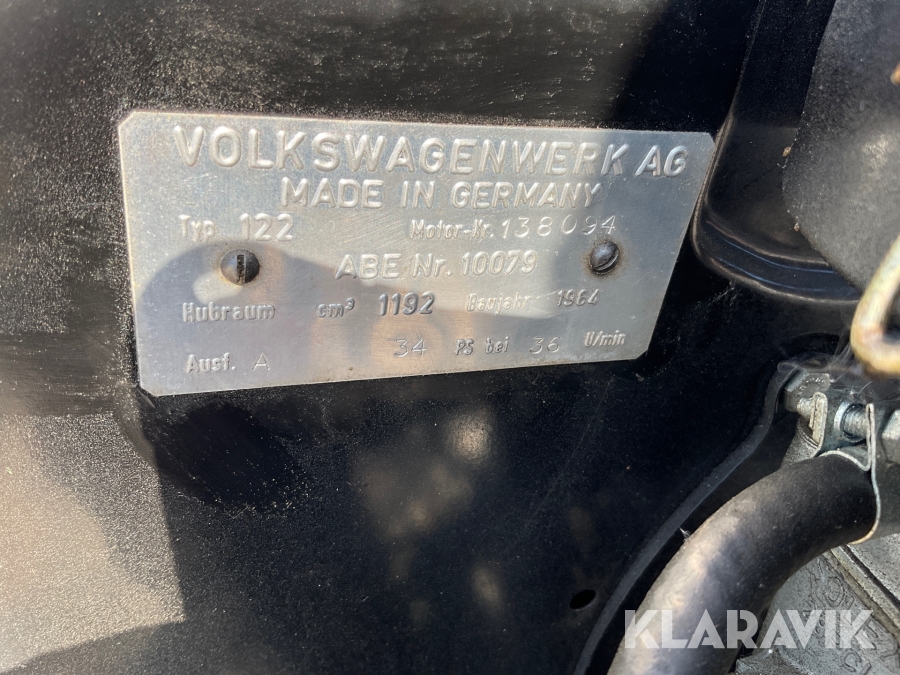 VOLKSWAGENWERK AG
MADE IN GERMANY
Typ 122 Motor-Nr. 138094
ABE Nr. 10079
Hubraum cm³ 1192 Baujahr 1964
Ausf. A 34 PS bei 36 U/min
KLARAVIK